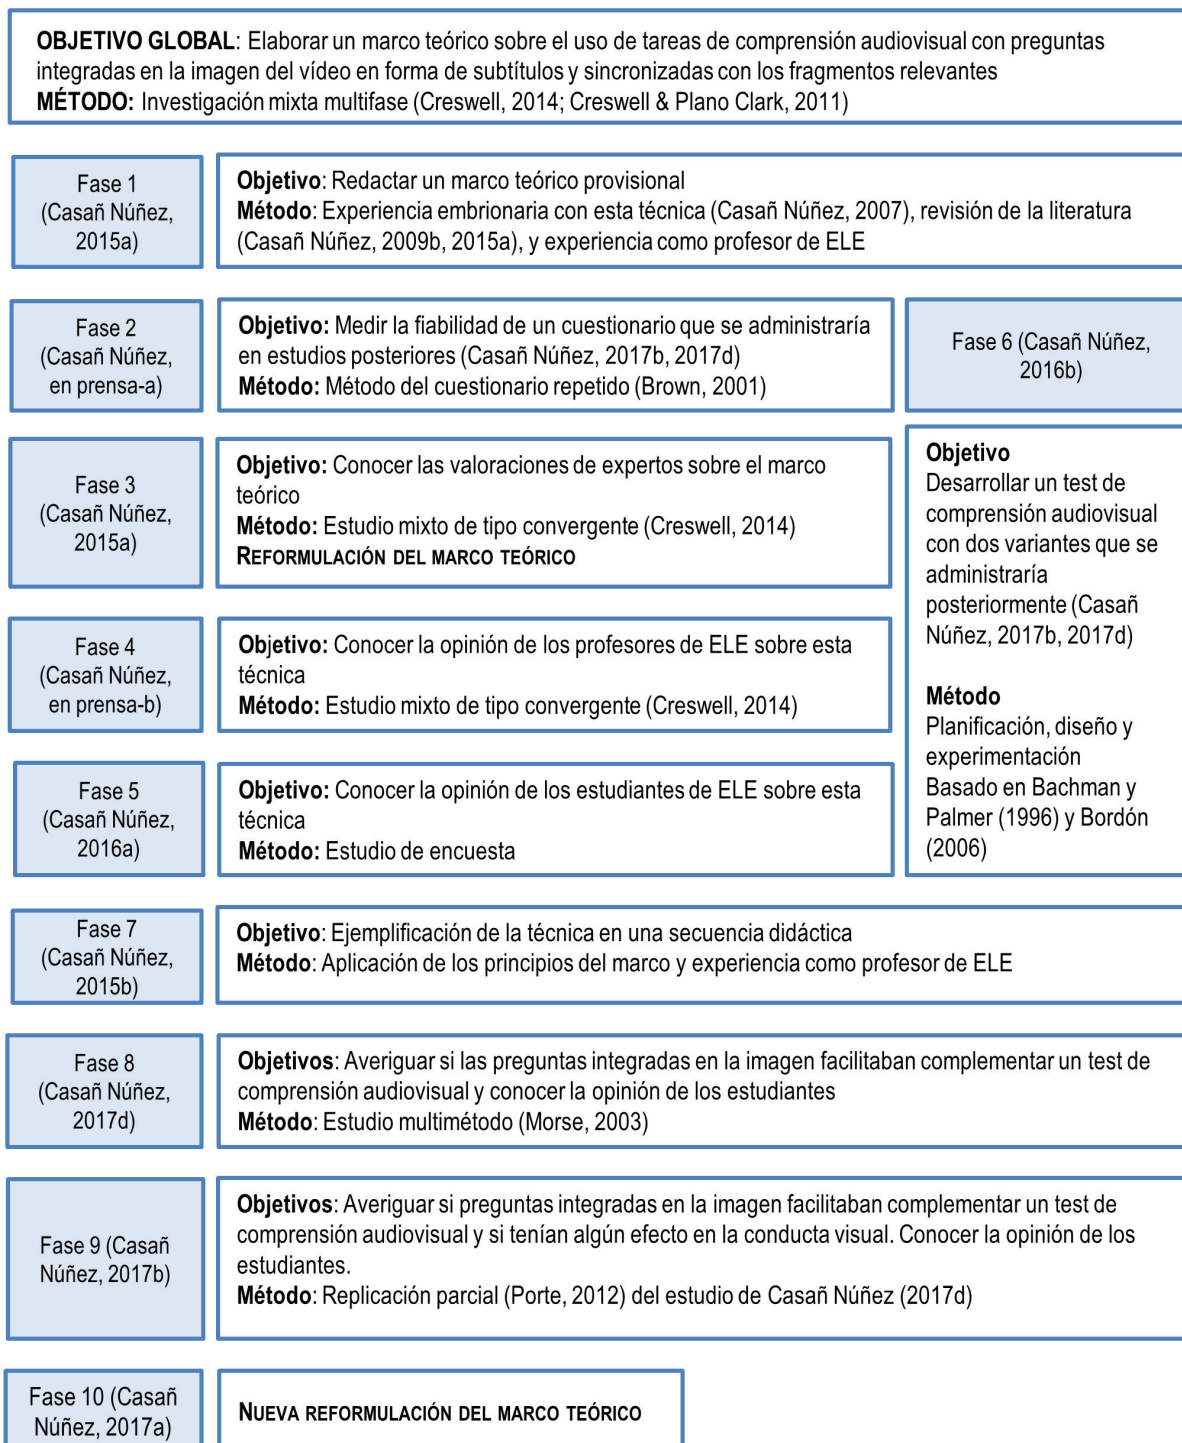 OBJETIVO GLOBAL: Elaborar un marco teórico sobre el uso de tareas de comprensión audiovisual con preguntas
integradas en la imagen del vídeo en forma de subtítulos y sincronizadas con los fragmentos relevantes
MÉTODO: Investigación mixta multifase (Creswell, 2014; Creswell & Plano Clark, 2011)
Fase 1
(Casañ Núñez,
2015a)
Objetivo: Redactar un marco teórico provisional
Método: Experiencia embrionaria con esta técnica (Casañ Núñez, 2007), revisión de la literatura
(Casañ Núñez, 2009b, 2015a), y experiencia como profesor de ELE
Fase 2
(Casañ Núñez,
en prensa-a)
Objetivo: Medir la fiabilidad de un cuestionario que se administraría
en estudios posteriores (Casañ Núñez, 2017b, 2017d)
Método: Método del cuestionario repetido (Brown, 2001)
Fase 3
(Casañ Núñez,
2015a)
Objetivo: Conocer las valoraciones de expertos sobre el marco
teórico
Método: Estudio mixto de tipo convergente (Creswell, 2014)
REFORMULACIÓN DEL MARCO TEÓRICO
Fase 4
(Casañ Núñez,
en prensa-b)
Objetivo: Conocer la opinión de los profesores de ELE sobre esta
técnica
Método: Estudio mixto de tipo convergente (Creswell, 2014)
Fase 5
(Casañ Núñez,
2016a)
Objetivo: Conocer la opinión de los estudiantes de ELE sobre esta
técnica
Método: Estudio de encuesta
Fase 6 (Casañ Núñez,
2016b)
Objetivo
Desarrollar un test de
comprensión audiovisual
con dos variantes que se
administraría
posteriormente (Casañ
Núñez, 2017b, 2017d)
Método
Planificación, diseño y
experimentación
Basado en Bachman y
Palmer (1996) y Bordón
(2006)
Fase 7
(Casañ Núñez,
2015b)
Objetivo: Ejemplificación de la técnica en una secuencia didáctica
Método: Aplicación de los principios del marco y experiencia como profesor de ELE
Fase 8
(Casañ Núñez,
2017d)
Objetivos: Averiguar si las preguntas integradas en la imagen facilitaban complementar un test de
comprensión audiovisual y conocer la opinión de los estudiantes
Método: Estudio multimétodo (Morse, 2003)
Fase 9 (Casañ
Núñez, 2017b)
Objetivos: Averiguar si preguntas integradas en la imagen facilitaban complementar un test de
comprensión audiovisual y si tenían algún efecto en la conducta visual. Conocer la opinión de los
estudiantes.
Método: Replicación parcial (Porte, 2012) del estudio de Casañ Núñez (2017d)
Fase 10 (Casañ
Núñez, 2017a)
NUEVA REFORMULACIÓN DEL MARCO TEÓRICO